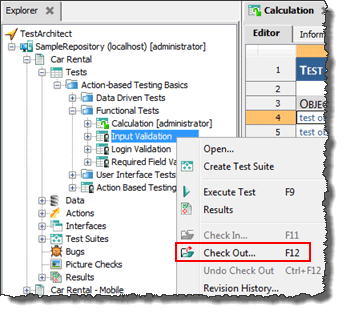 Explorer
TestArchitect
SampleRepository (localhost) [administrator]
Car Rental
Tests
Action-based Testing Basics
Data Driven Tests
Functional Tests
Calculation [administrator]
Input Validation
Login Validation
Required Field Va
User Interface Tests
Action Based Testing
Data
Actions
Interfaces
Test Suites
Bugs
Picture Checks
Results
Car Rental - Mobile
Calculation
Editor
Inform
1
TEST
2
3
OBJE
4
test ob
5
test ob
Open...
Create Test Suite
Execute Test F9
Results
Check In... F11
Check Out... F12
Undo Check Out Ctrl+F12
Revision History...